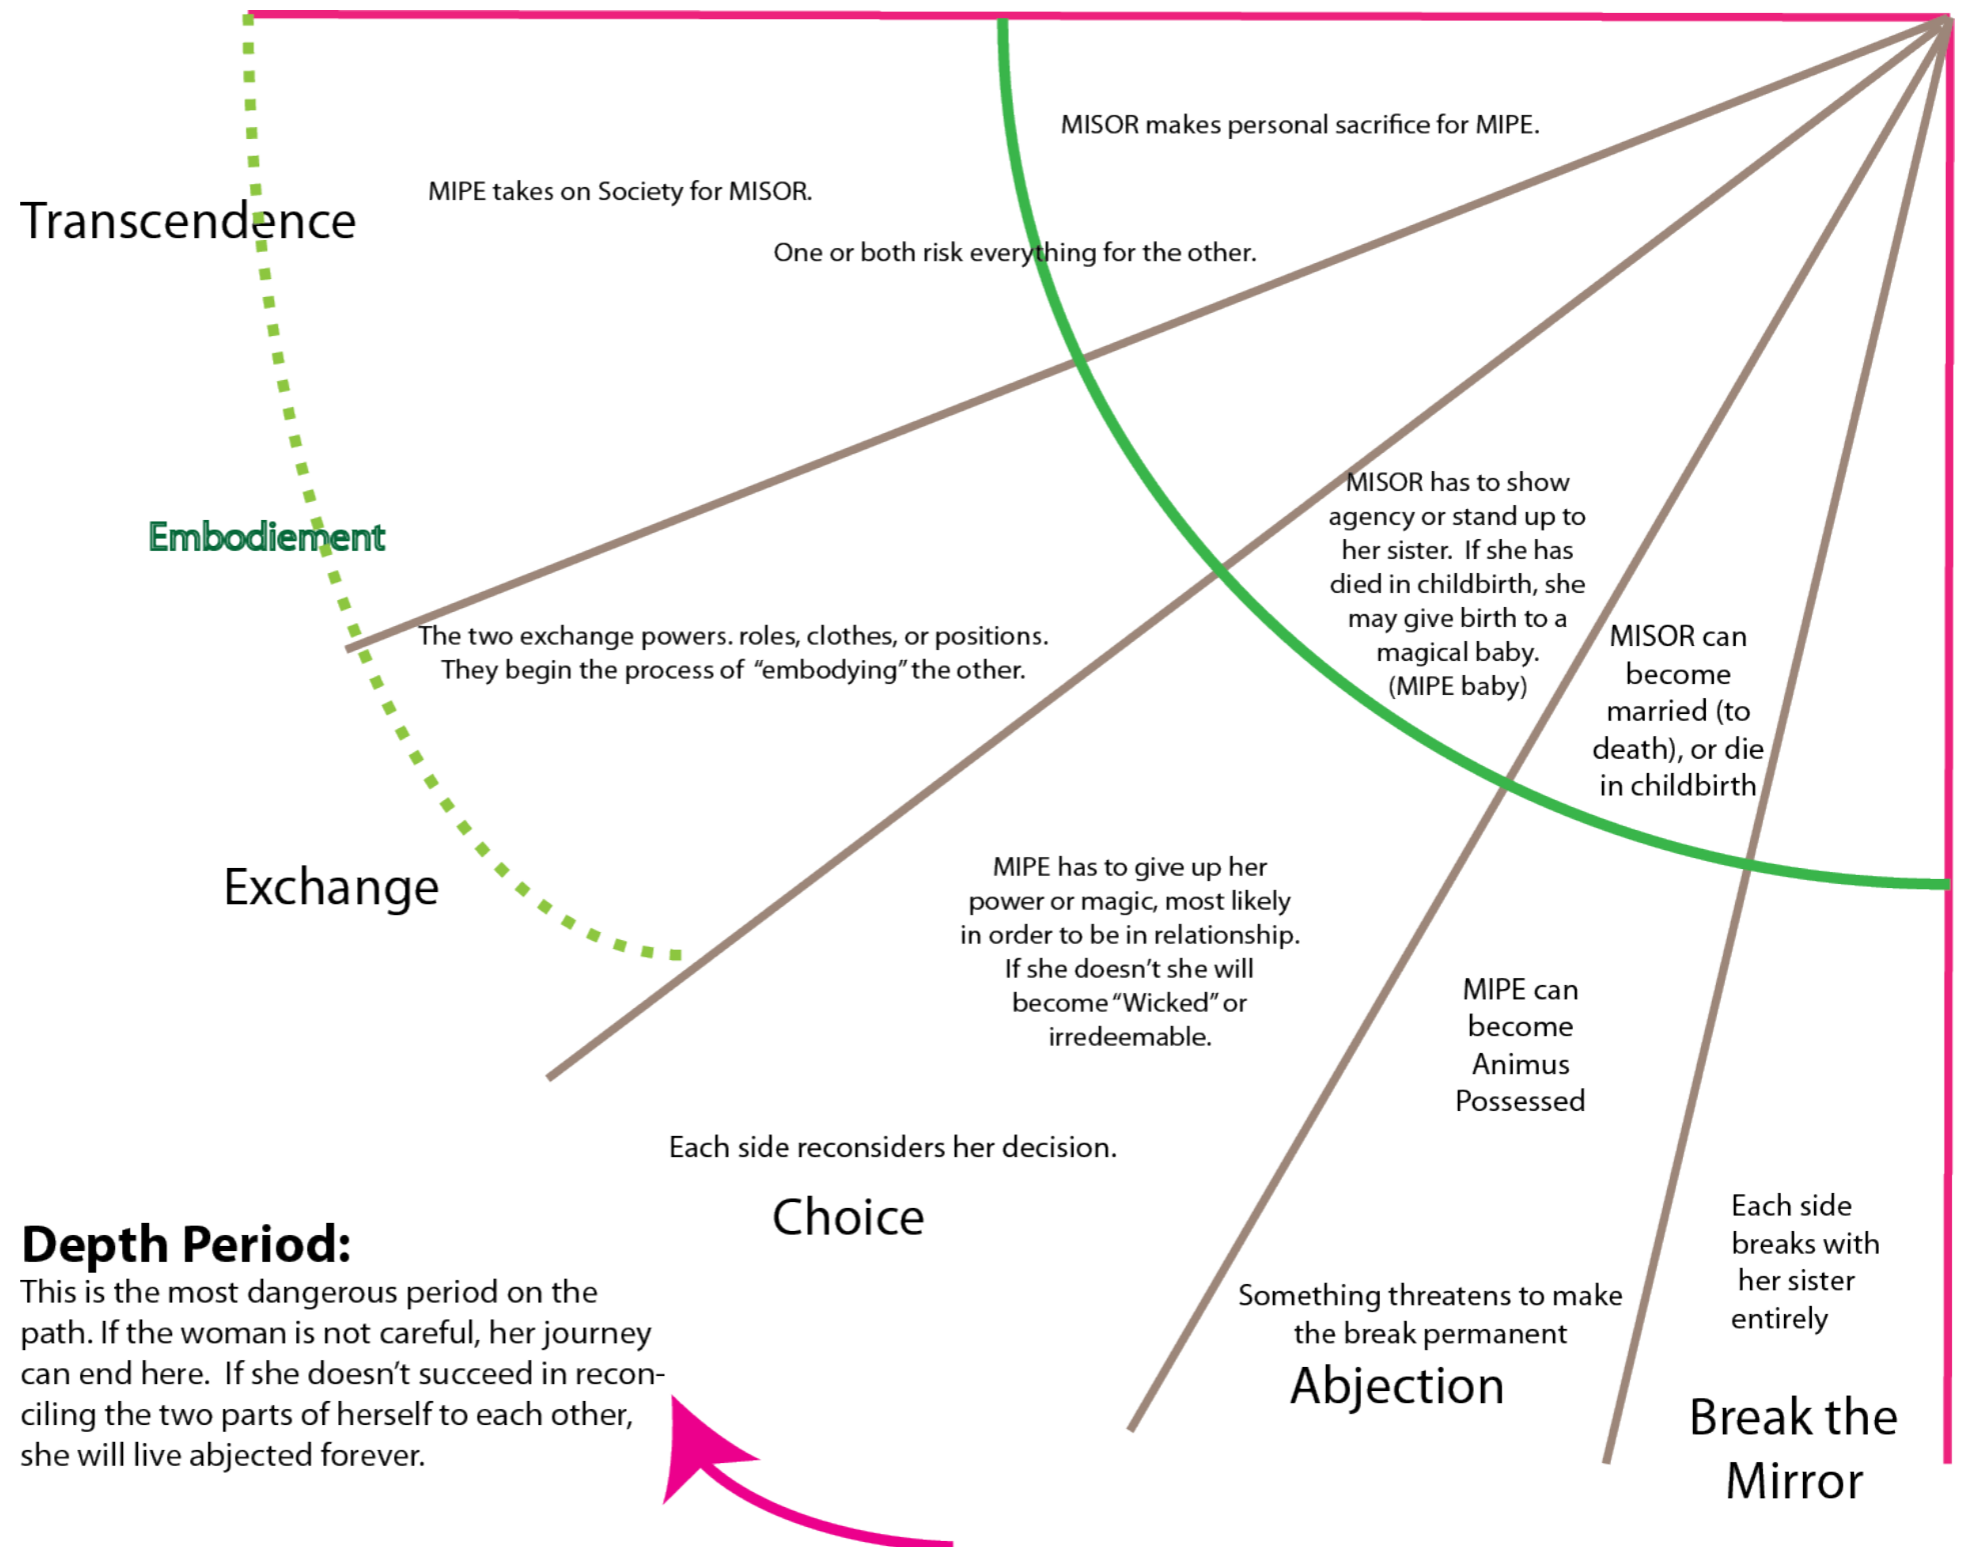 MISOR makes personal sacrifice for MIPE.
MIPE takes on Society for MISOR.
Transcendence
One or both risk everything for the other.
Embodiement
The two exchange powers. roles, clothes, or positions.
They begin the process of “embodying” the other.
Exchange
MISOR has to show
agency or stand up to
her sister.  If she has
died in childbirth, she
may give birth to a
magical baby.
(MIPE baby)
MISOR can
become
married (to
death), or die
in childbirth
MIPE has to give up her
power or magic, most likely
in order to be in relationship.
If she doesn’t she will
become “Wicked” or
irredeemable.
MIPE can
become
Animus
Possessed
Each side reconsiders her decision.
Choice
Each side
breaks with
her sister
entirely
Something threatens to make
the break permanent
Abjection
Break the
Mirror
Depth Period:
This is the most dangerous period on the
path. If the woman is not careful, her journey
can end here.  If she doesn’t succeed in recon-
ciling the two parts of herself to each other,
she will live abjected forever.